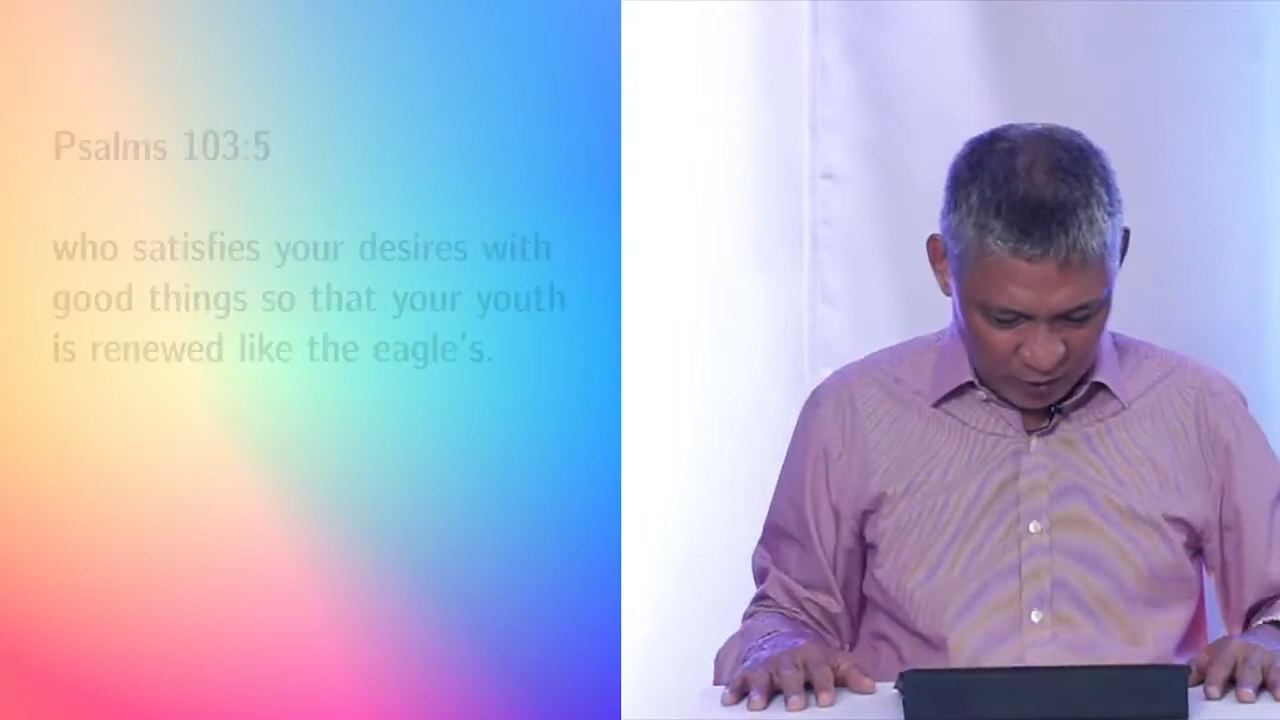 Psalms 103:5
who satisfies your desires with
good things so that your youth
is renewed like the eagle's.